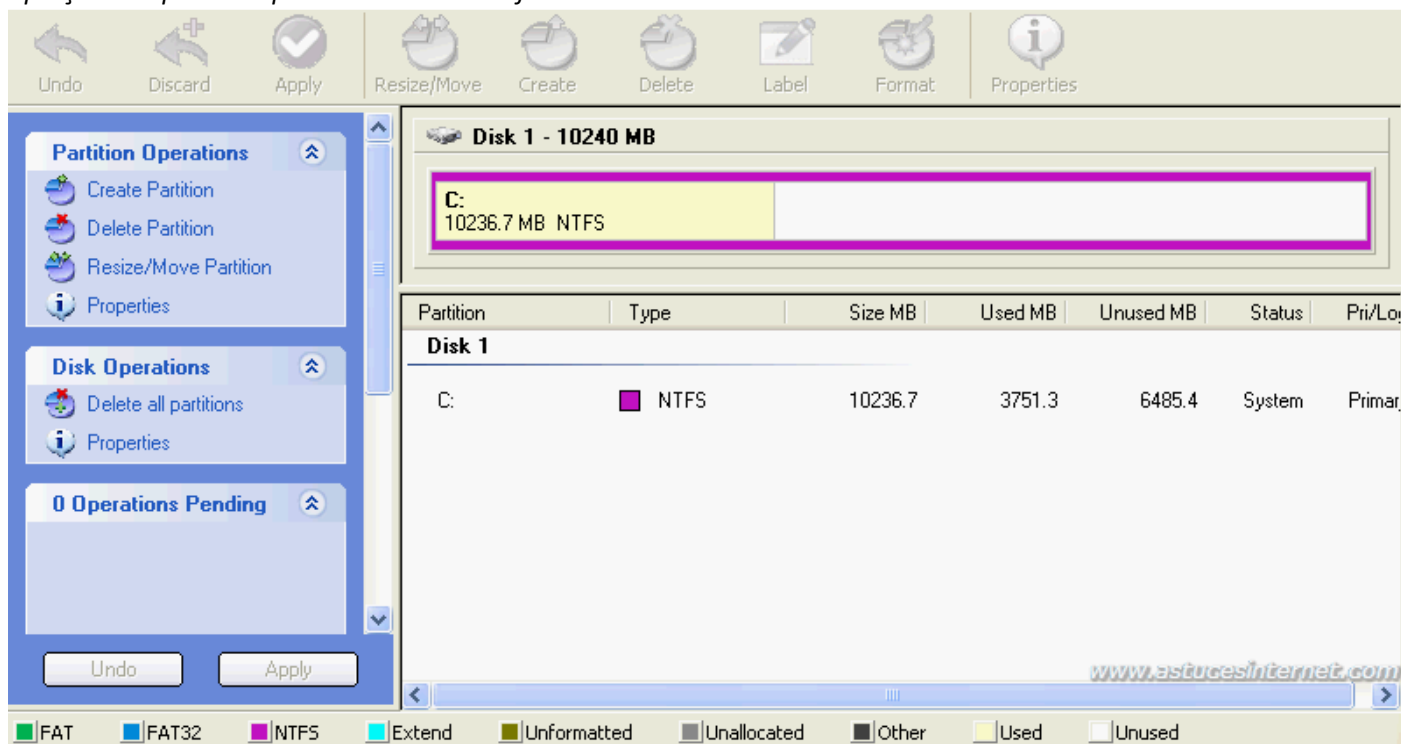 Undo Discard Apply Resize/Move Create Delete Label Format Properties
Partition Operations
Create Partition
Delete Partition
Resize/Move Partition
Properties
Disk Operations
Delete all partitions
Properties
0 Operations Pending
Undo Apply
Disk 1 - 10240 MB
C:
10236.7 MB NTFS
Partition Type Size MB Used MB Unused MB Status Pri/Log
Disk 1
C: NTFS 10236.7 3751.3 6485.4 System Primar
www.astucesinternet.com
FAT FAT32 NTFS Extend Unformatted Unallocated Other Used Unused